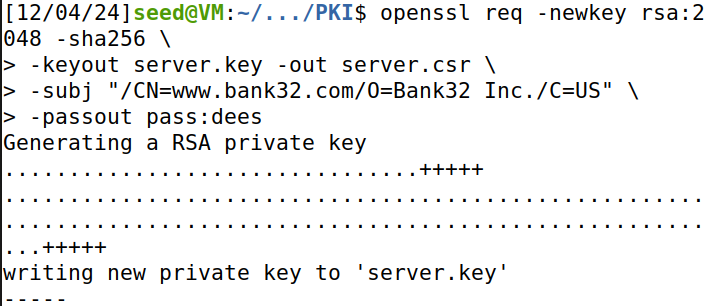 [12/04/24]seed@VM:~/.../PKI$ openssl req -newkey rsa:2
048 -sha256 \
> -keyout server.key -out server.csr \
> -subj "/CN=www.bank32.com/O=Bank32 Inc./C=US" \
> -passout pass:dees
Generating a RSA private key
................................+++++
......................................................
......................................................
...+++++
writing new private key to 'server.key'
-----